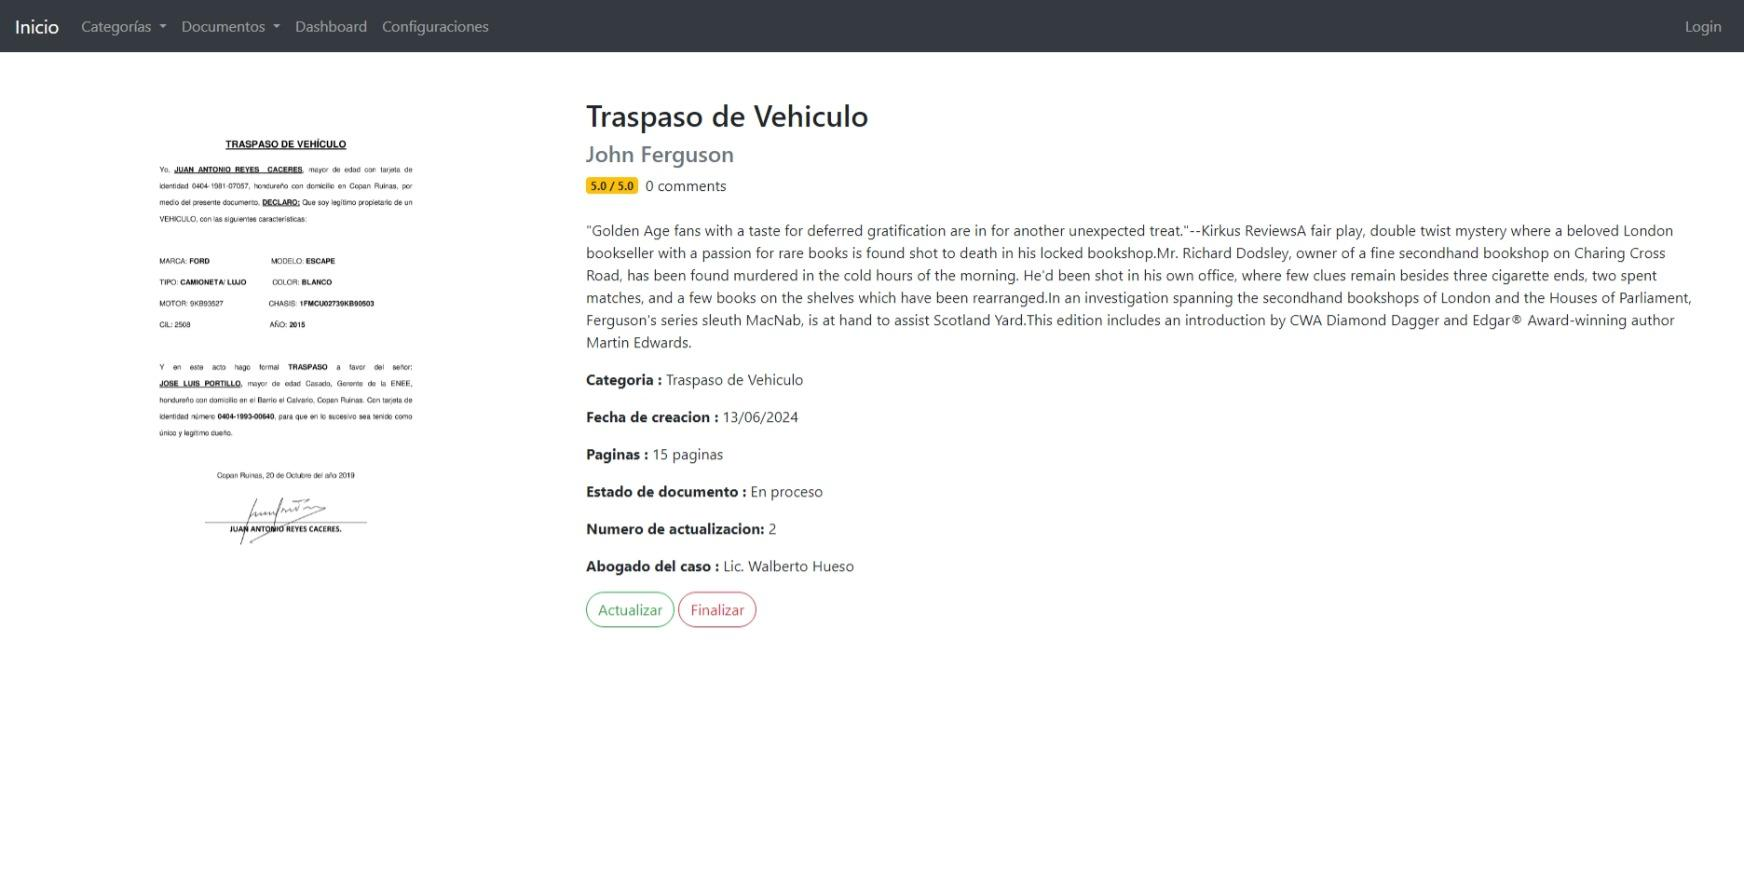 Inicio Categorías Documentos Dashboard Configuraciones Login
TRASPASO DE VEHÍCULO
Yo, JUAN ANTONIO REYES CACERES, mayor de edad con tarjeta de
identidad 0404-1981-07057, hondureño con domicilio en Copan Ruinas, por
medio del presente documento, DECLARO: Que soy legítimo propietario de un
VEHICULO, con las siguientes características:
MARCA: FORD MODELO: ESCAPE
TIPO: CAMIONETA/ LUJO COLOR: BLANCO
MOTOR: 9KB93527 CHASIS: 1FMCU02739KB90503
CIL: 2508 AÑO: 2015
Y en este acto hago formal TRASPASO a favor del señor:
JOSE LUIS PORTILLO, mayor de edad Casado, Gerente de la ENEE,
hondureño con domicilio en el Barrio el Calvario, Copan Ruinas. Con tarjeta de
identidad número 0404-1993-00640, para que en lo sucesivo sea tenido como
único y legítimo dueño.
Copan Ruinas, 20 de Octubre del año 2019
JUAN ANTONIO REYES CACERES.
Traspaso de Vehiculo
John Ferguson
5.0 / 5.0 0 comments
"Golden Age fans with a taste for deferred gratification are in for another unexpected treat."--Kirkus ReviewsA fair play, double twist mystery where a beloved London
bookseller with a passion for rare books is found shot to death in his locked bookshop.Mr. Richard Dodsley, owner of a fine secondhand bookshop on Charing Cross
Road, has been found murdered in the cold hours of the morning. He'd been shot in his own office, where few clues remain besides three cigarette ends, two spent
matches, and a few books on the shelves which have been rearranged.In an investigation spanning the secondhand bookshops of London and the Houses of Parliament,
Ferguson's series sleuth MacNab, is at hand to assist Scotland Yard.This edition includes an introduction by CWA Diamond Dagger and Edgar® Award-winning author
Martin Edwards.
Categoria : Traspaso de Vehiculo
Fecha de creacion : 13/06/2024
Paginas : 15 paginas
Estado de documento : En proceso
Numero de actualizacion: 2
Abogado del caso : Lic. Walberto Hueso
Actualizar Finalizar